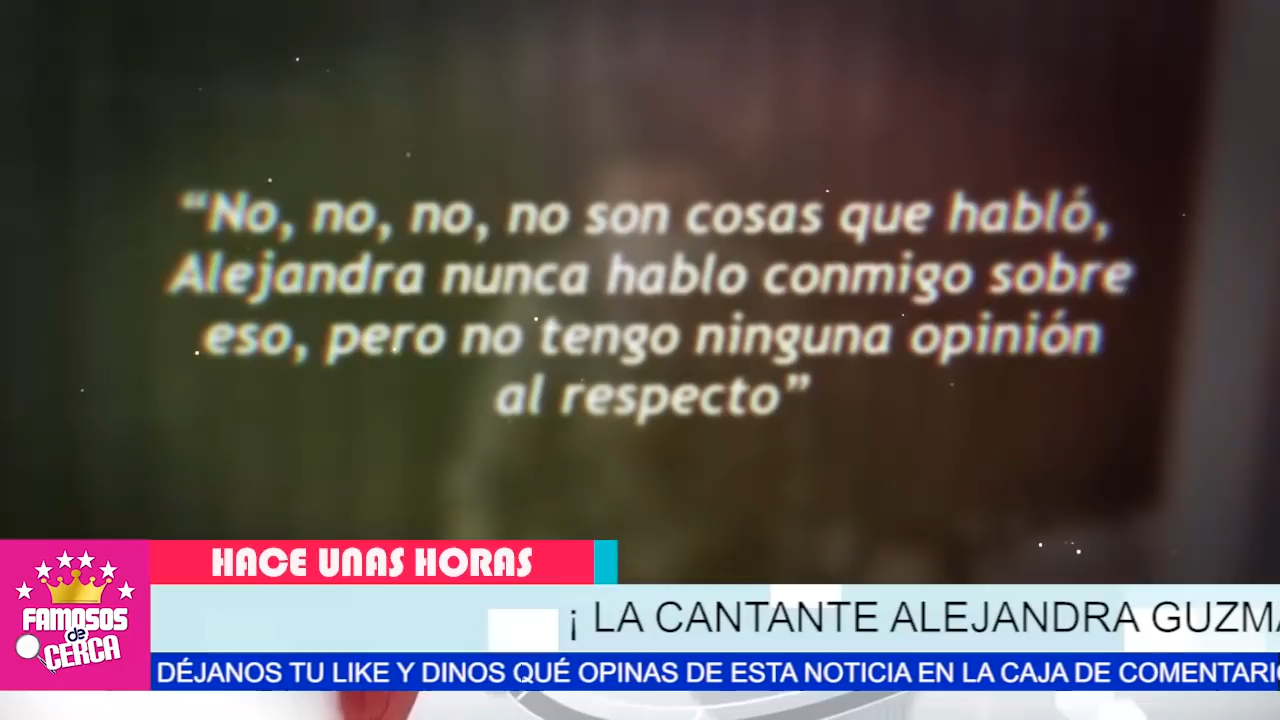 “No, no, no, no son cosas que habló,
Alejandra nunca hablo conmigo sobre
eso, pero no tengo ninguna opinión
al respecto”
HACE UNAS HORAS
FAMOSOS
de
CERCA
¡ LA CANTANTE ALEJANDRA GUZMA
DÉJANOS TU LIKE Y DINOS QUÉ OPINAS DE ESTA NOTICIA EN LA CAJA DE COMENTARIO